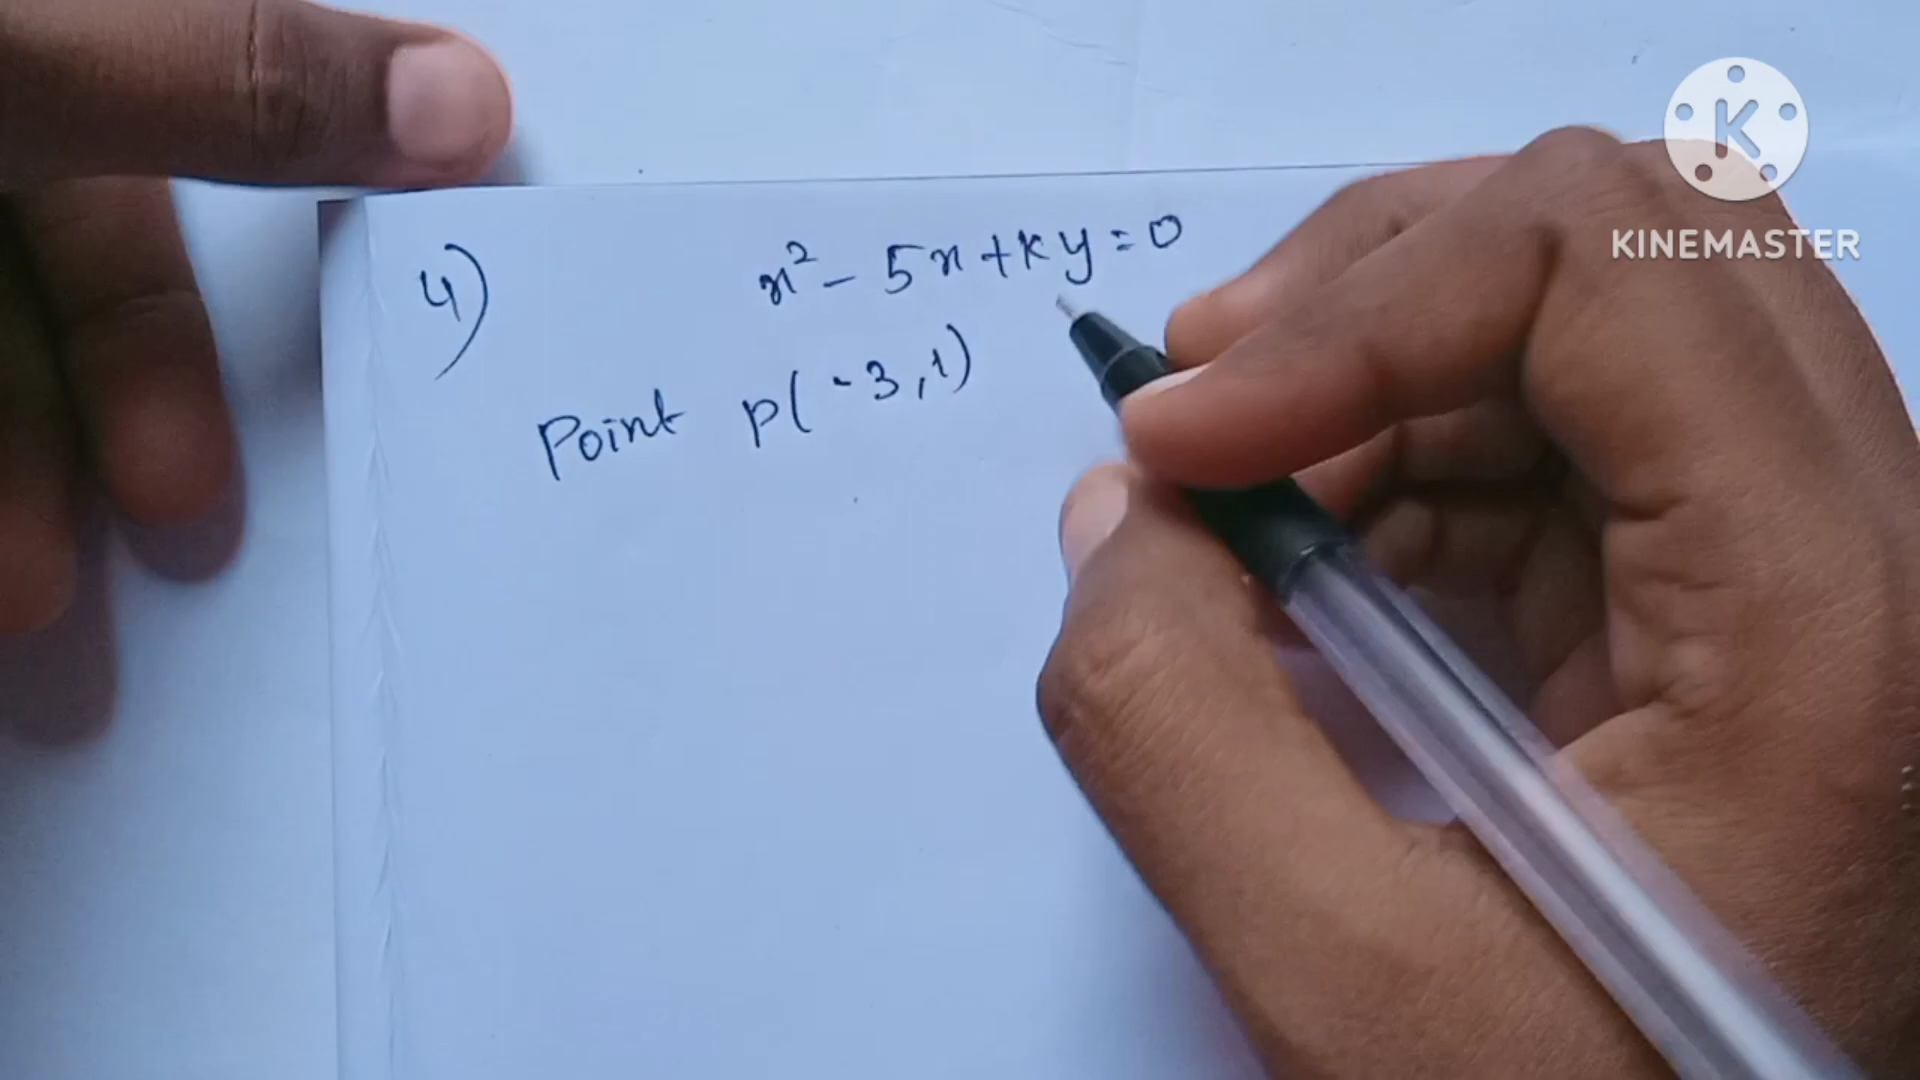 4) x² - 5x + ky = 0
Point p(-3, 1)
K
KINEMASTER